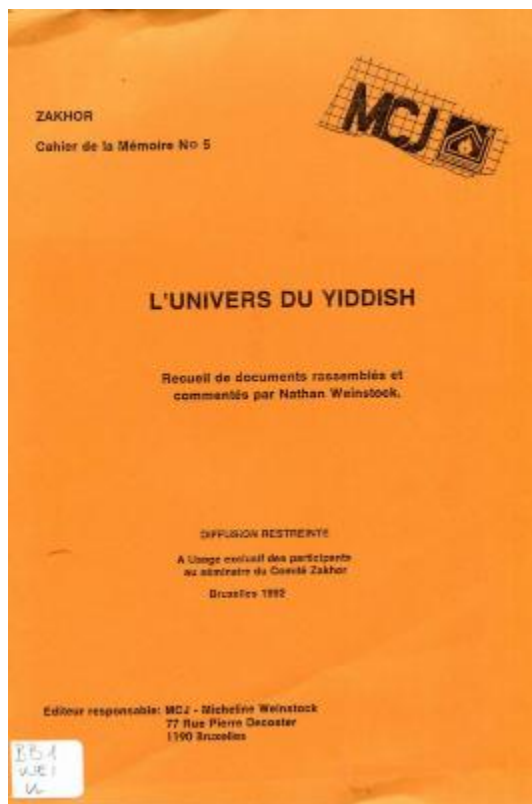 ZAKHOR
Cahier de la Mémoire No 5
MCJ
L'UNIVERS DU YIDDISH
Recueil de documents rassemblés et
commentés par Nathan Weinstock.
DIFFUSION RESTREINTE
A Usage exclusif des participants
au séminaire du Comité Zakhor
Bruxelles 1992
Editeur responsable: MCJ - Micheline Weinstock
77 Rue Pierre Decoster
1190 Bruxelles
BB1
WEI
U